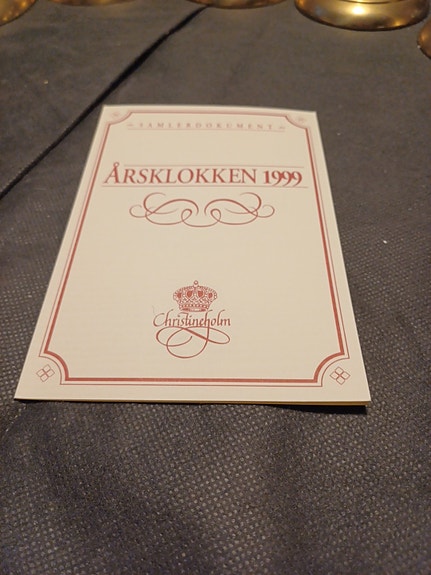 SAMLERDOKUMENT
ÅRSKLOKKEN 1999
Christineholm